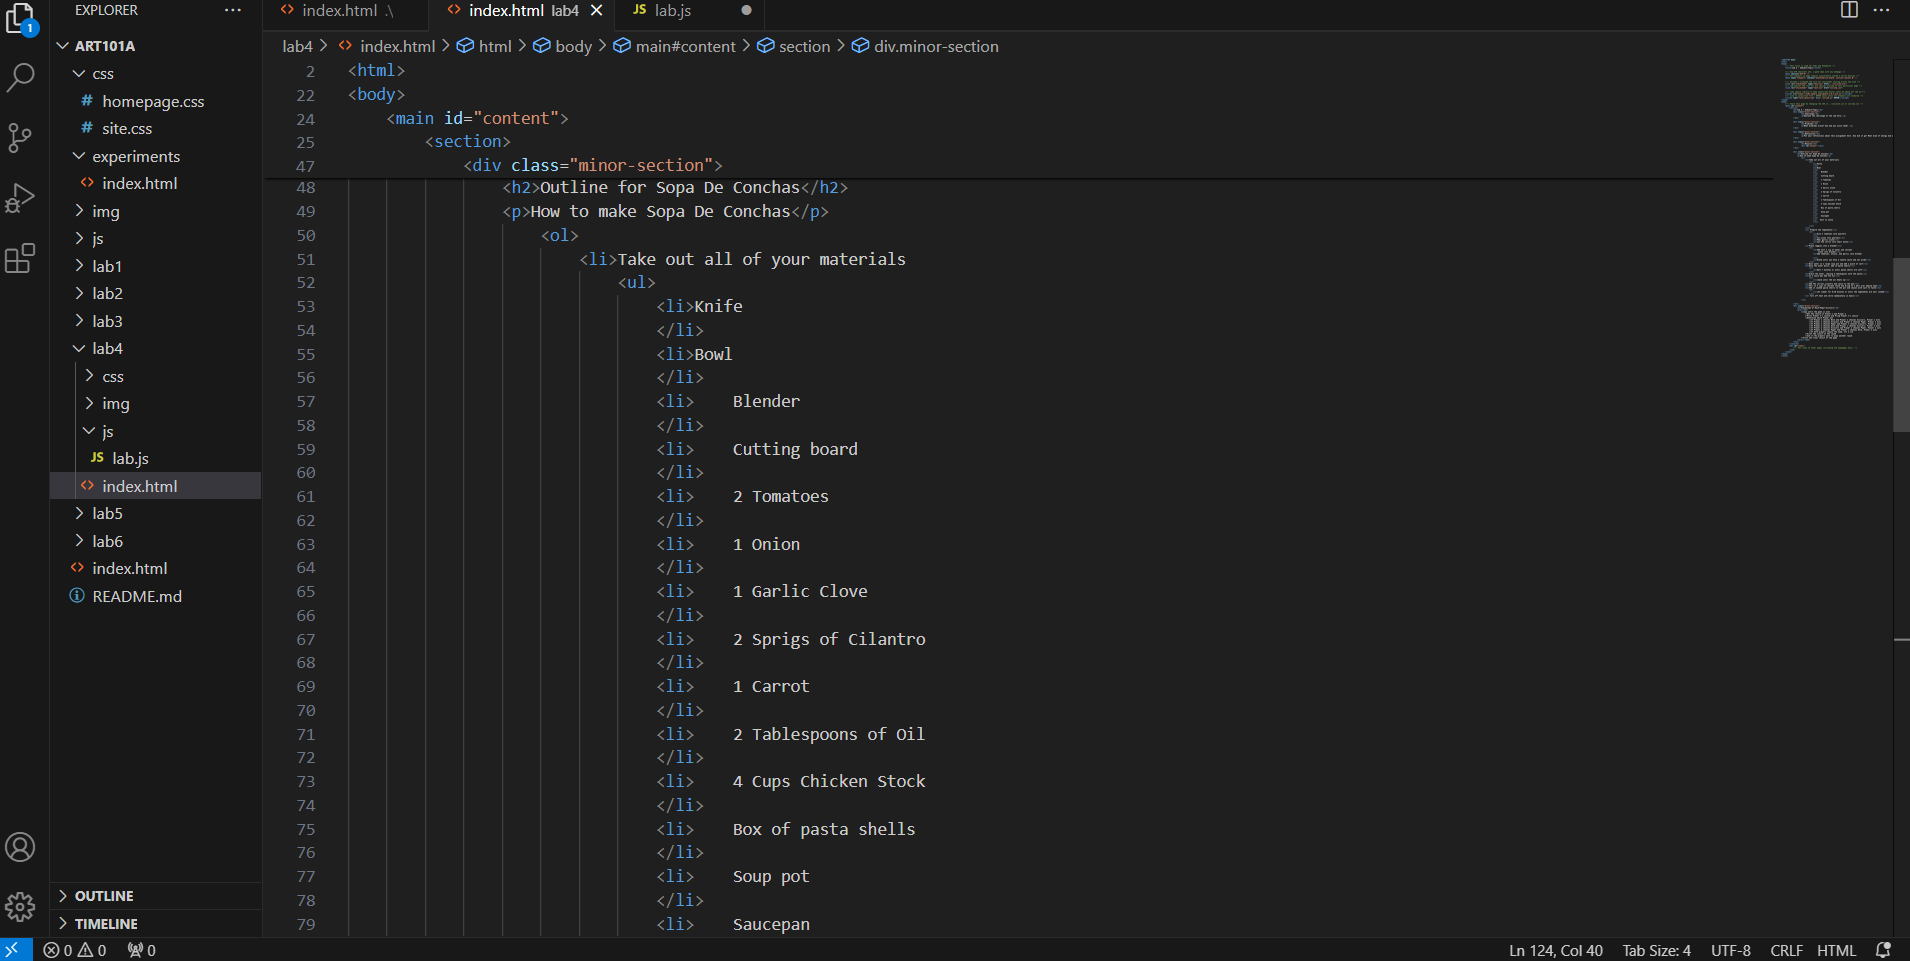 EXPLORER ···
index.html .\
index.html lab4
JS lab.js
1
ART101A
css
# homepage.css
# site.css
experiments
<> index.html
img
js
lab1
lab2
lab3
lab4
css
img
js
JS lab.js
<> index.html
lab5
lab6
<> index.html
README.md
OUTLINE
TIMELINE
lab4 > <> index.html > html > body > main#content > section > div.minor-section
2 <html>
22 <body>
24 <main id="content">
25 <section>
47 <div class="minor-section">
48 <h2>Outline for Sopa De Conchas</h2>
49 <p>How to make Sopa De Conchas</p>
50 <ol>
51 <li>Take out all of your materials
52 <ul>
53 <li>Knife
54 </li>
55 <li>Bowl
56 </li>
57 <li>    Blender
58 </li>
59 <li>    Cutting board
60 </li>
61 <li>    2 Tomatoes
62 </li>
63 <li>    1 Onion
64 </li>
65 <li>    1 Garlic Clove
66 </li>
67 <li>    2 Sprigs of Cilantro
68 </li>
69 <li>    1 Carrot
70 </li>
71 <li>    2 Tablespoons of Oil
72 </li>
73 <li>    4 Cups Chicken Stock
74 </li>
75 <li>    Box of pasta shells
76 </li>
77 <li>    Soup pot
78 </li>
79 <li>    Saucepan
0 0 0 Ln 124, Col 40 Tab Size: 4 UTF-8 CRLF HTML